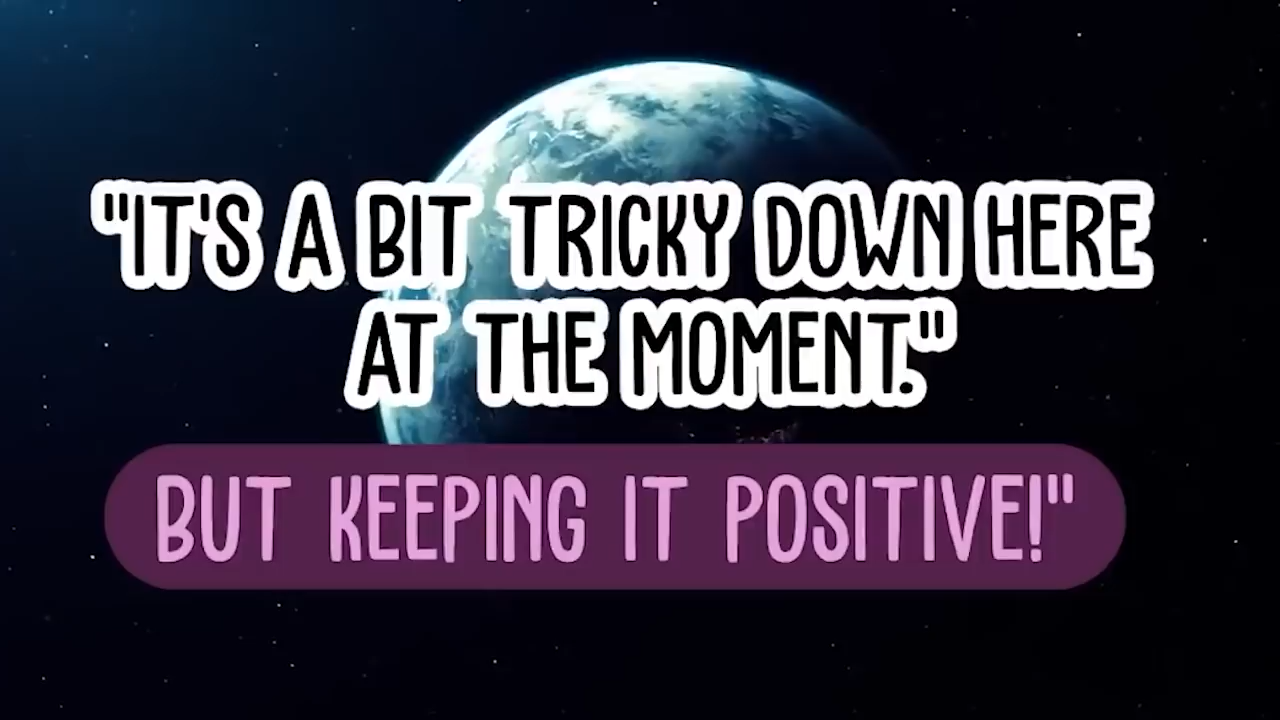 "IT'S A BIT TRICKY DOWN HERE
AT THE MOMENT."
BUT KEEPING IT POSITIVE!"